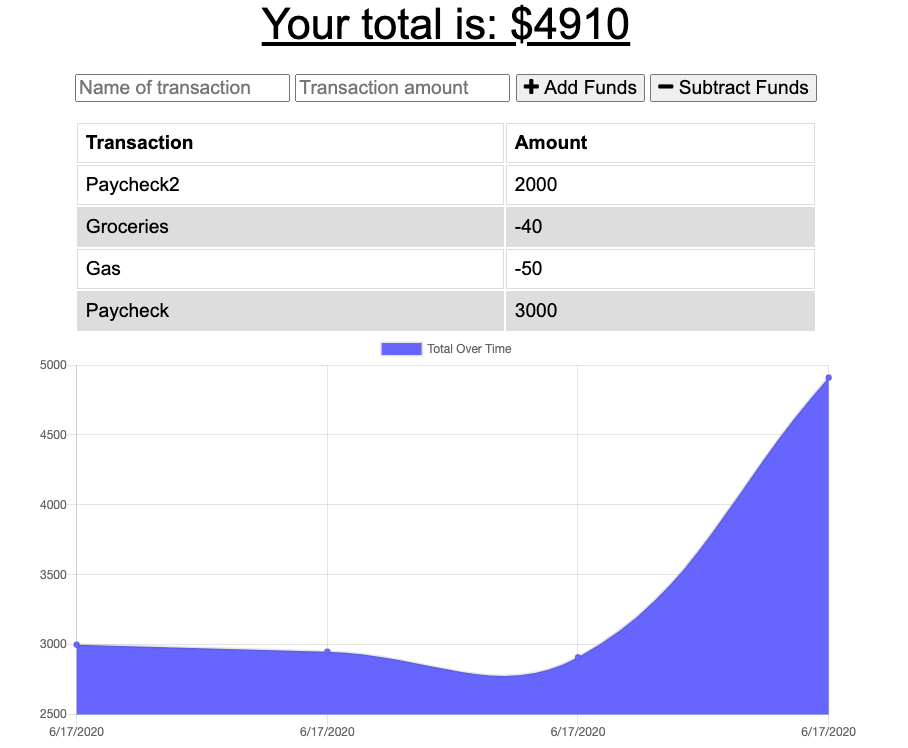 Your total is: $4910
Name of transaction Transaction amount + Add Funds − Subtract Funds
Transaction Amount
Paycheck2 2000
Groceries -40
Gas -50
Paycheck 3000
Total Over Time
5000
4500
4000
3500
3000
2500
6/17/2020 6/17/2020 6/17/2020 6/17/2020